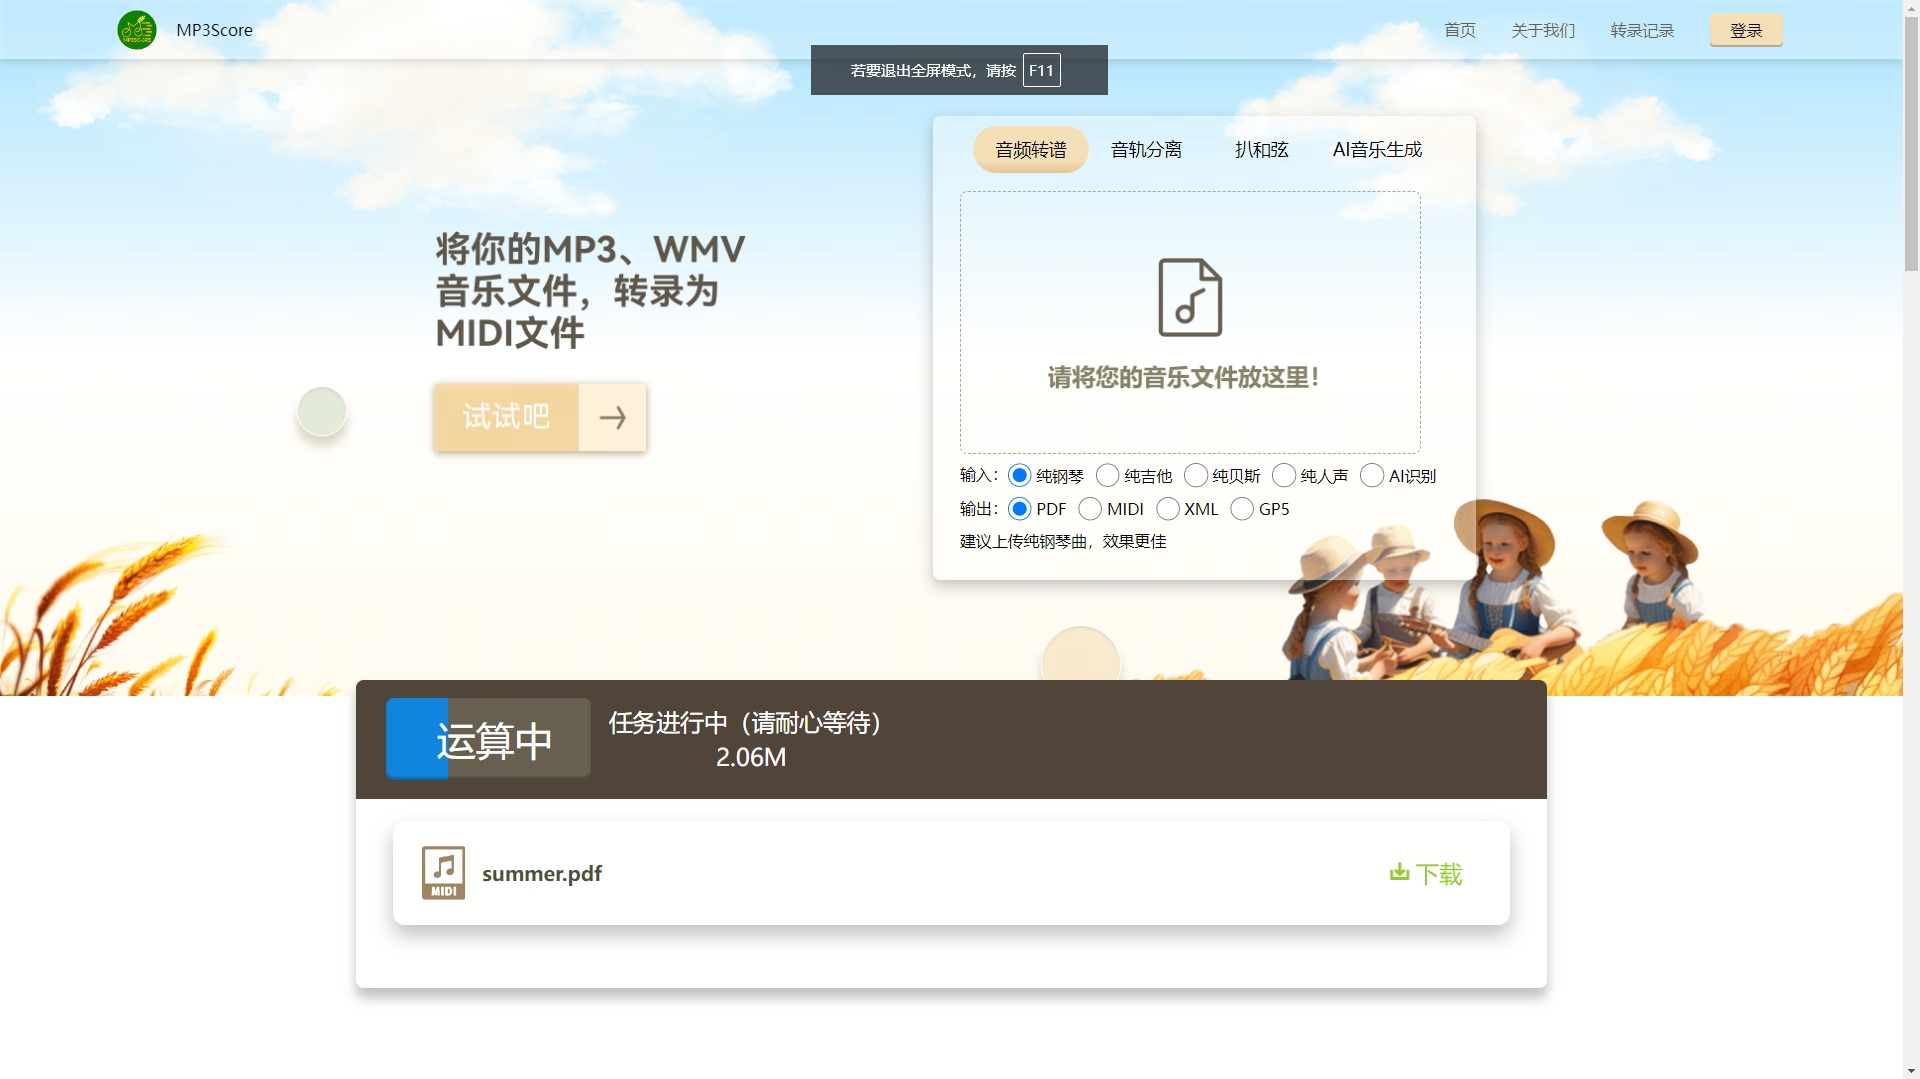 MP3Score
首页
关于我们
转录记录
登录
若要退出全屏模式，请按 F11
音频转谱
音轨分离
扒和弦
AI音乐生成
将你的MP3、WMV
音乐文件，转录为
MIDI文件
试试吧
请将您的音乐文件放这里！
输入： 纯钢琴 纯吉他 纯贝斯 纯人声 AI识别
输出： PDF MIDI XML GP5
建议上传纯钢琴曲，效果更佳
运算中
任务进行中（请耐心等待）
2.06M
MIDI
summer.pdf
下载